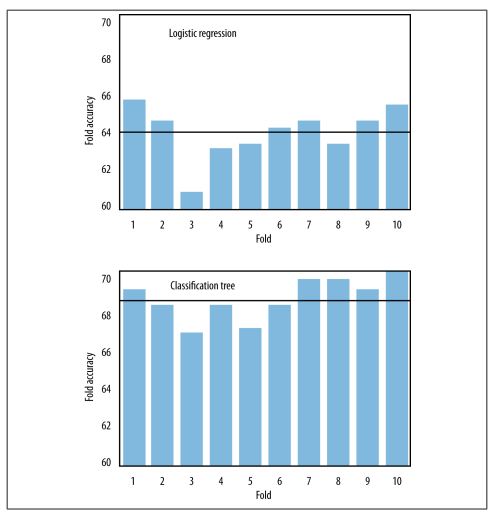 Logistic regression
70
68
66
64
62
60
Fold accuracy
1 2 3 4 5 6 7 8 9 10
Fold
Classification tree
70
68
66
64
62
60
Fold accuracy
1 2 3 4 5 6 7 8 9 10
Fold